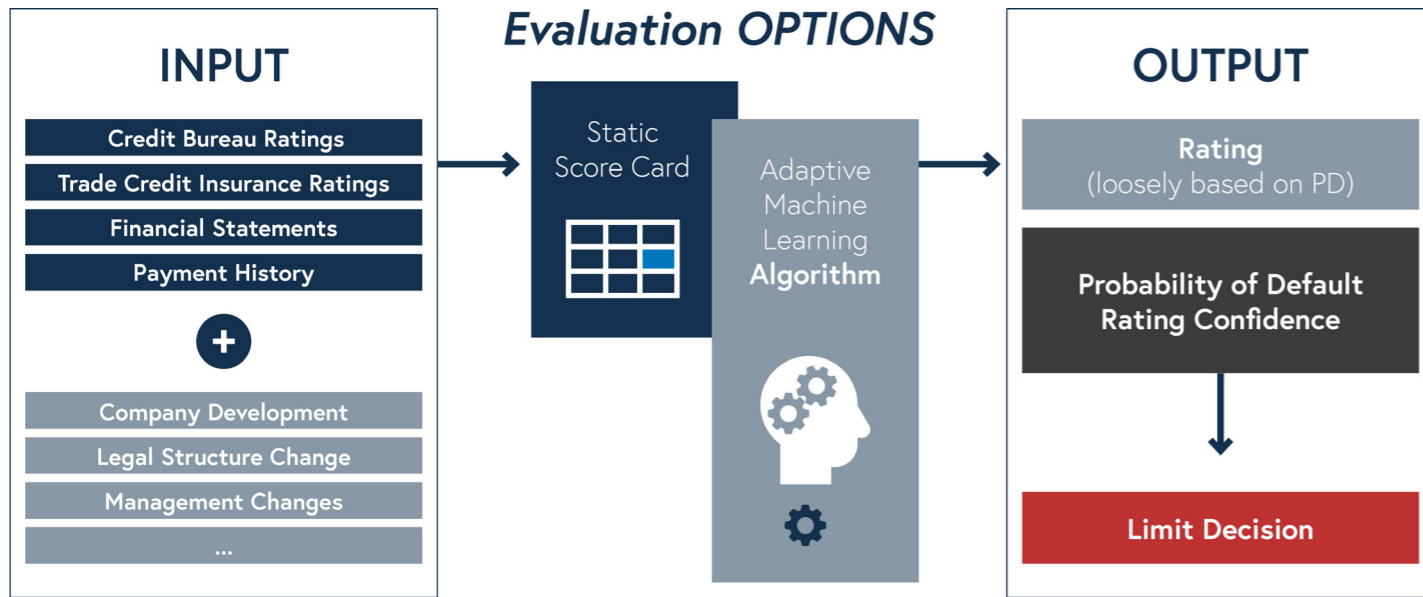 Evaluation OPTIONS
INPUT
Credit Bureau Ratings
Trade Credit Insurance Ratings
Financial Statements
Payment History
+
Company Development
Legal Structure Change
Management Changes
...
Static
Score Card
Adaptive
Machine
Learning
Algorithm
OUTPUT
Rating
(loosely based on PD)
Probability of Default
Rating Confidence
Limit Decision